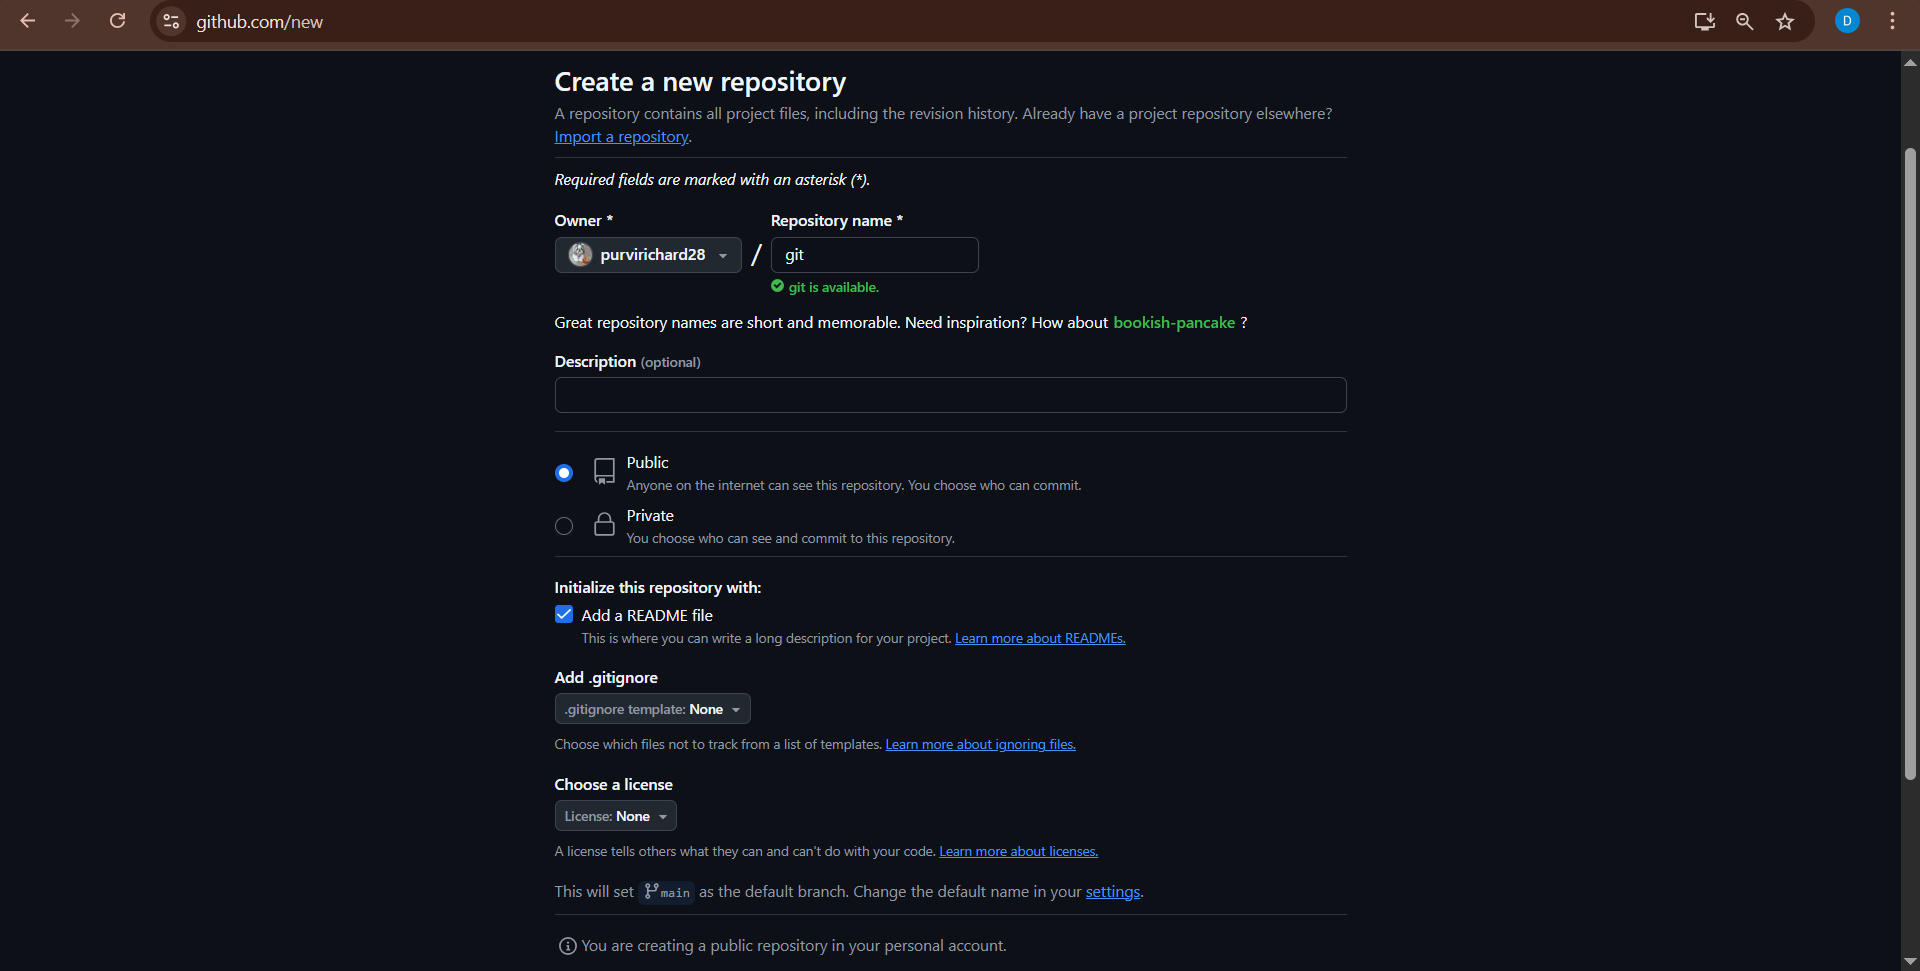 github.com/new
D
Create a new repository
A repository contains all project files, including the revision history. Already have a project repository elsewhere?
Import a repository.
Required fields are marked with an asterisk (*).
Owner * Repository name *
purvirichard28 / git
git is available.
Great repository names are short and memorable. Need inspiration? How about bookish-pancake ?
Description (optional)
Public
Anyone on the internet can see this repository. You choose who can commit.
Private
You choose who can see and commit to this repository.
Initialize this repository with:
Add a README file
This is where you can write a long description for your project. Learn more about READMEs.
Add .gitignore
.gitignore template: None
Choose which files not to track from a list of templates. Learn more about ignoring files.
Choose a license
License: None
A license tells others what they can and can't do with your code. Learn more about licenses.
This will set main as the default branch. Change the default name in your settings.
You are creating a public repository in your personal account.